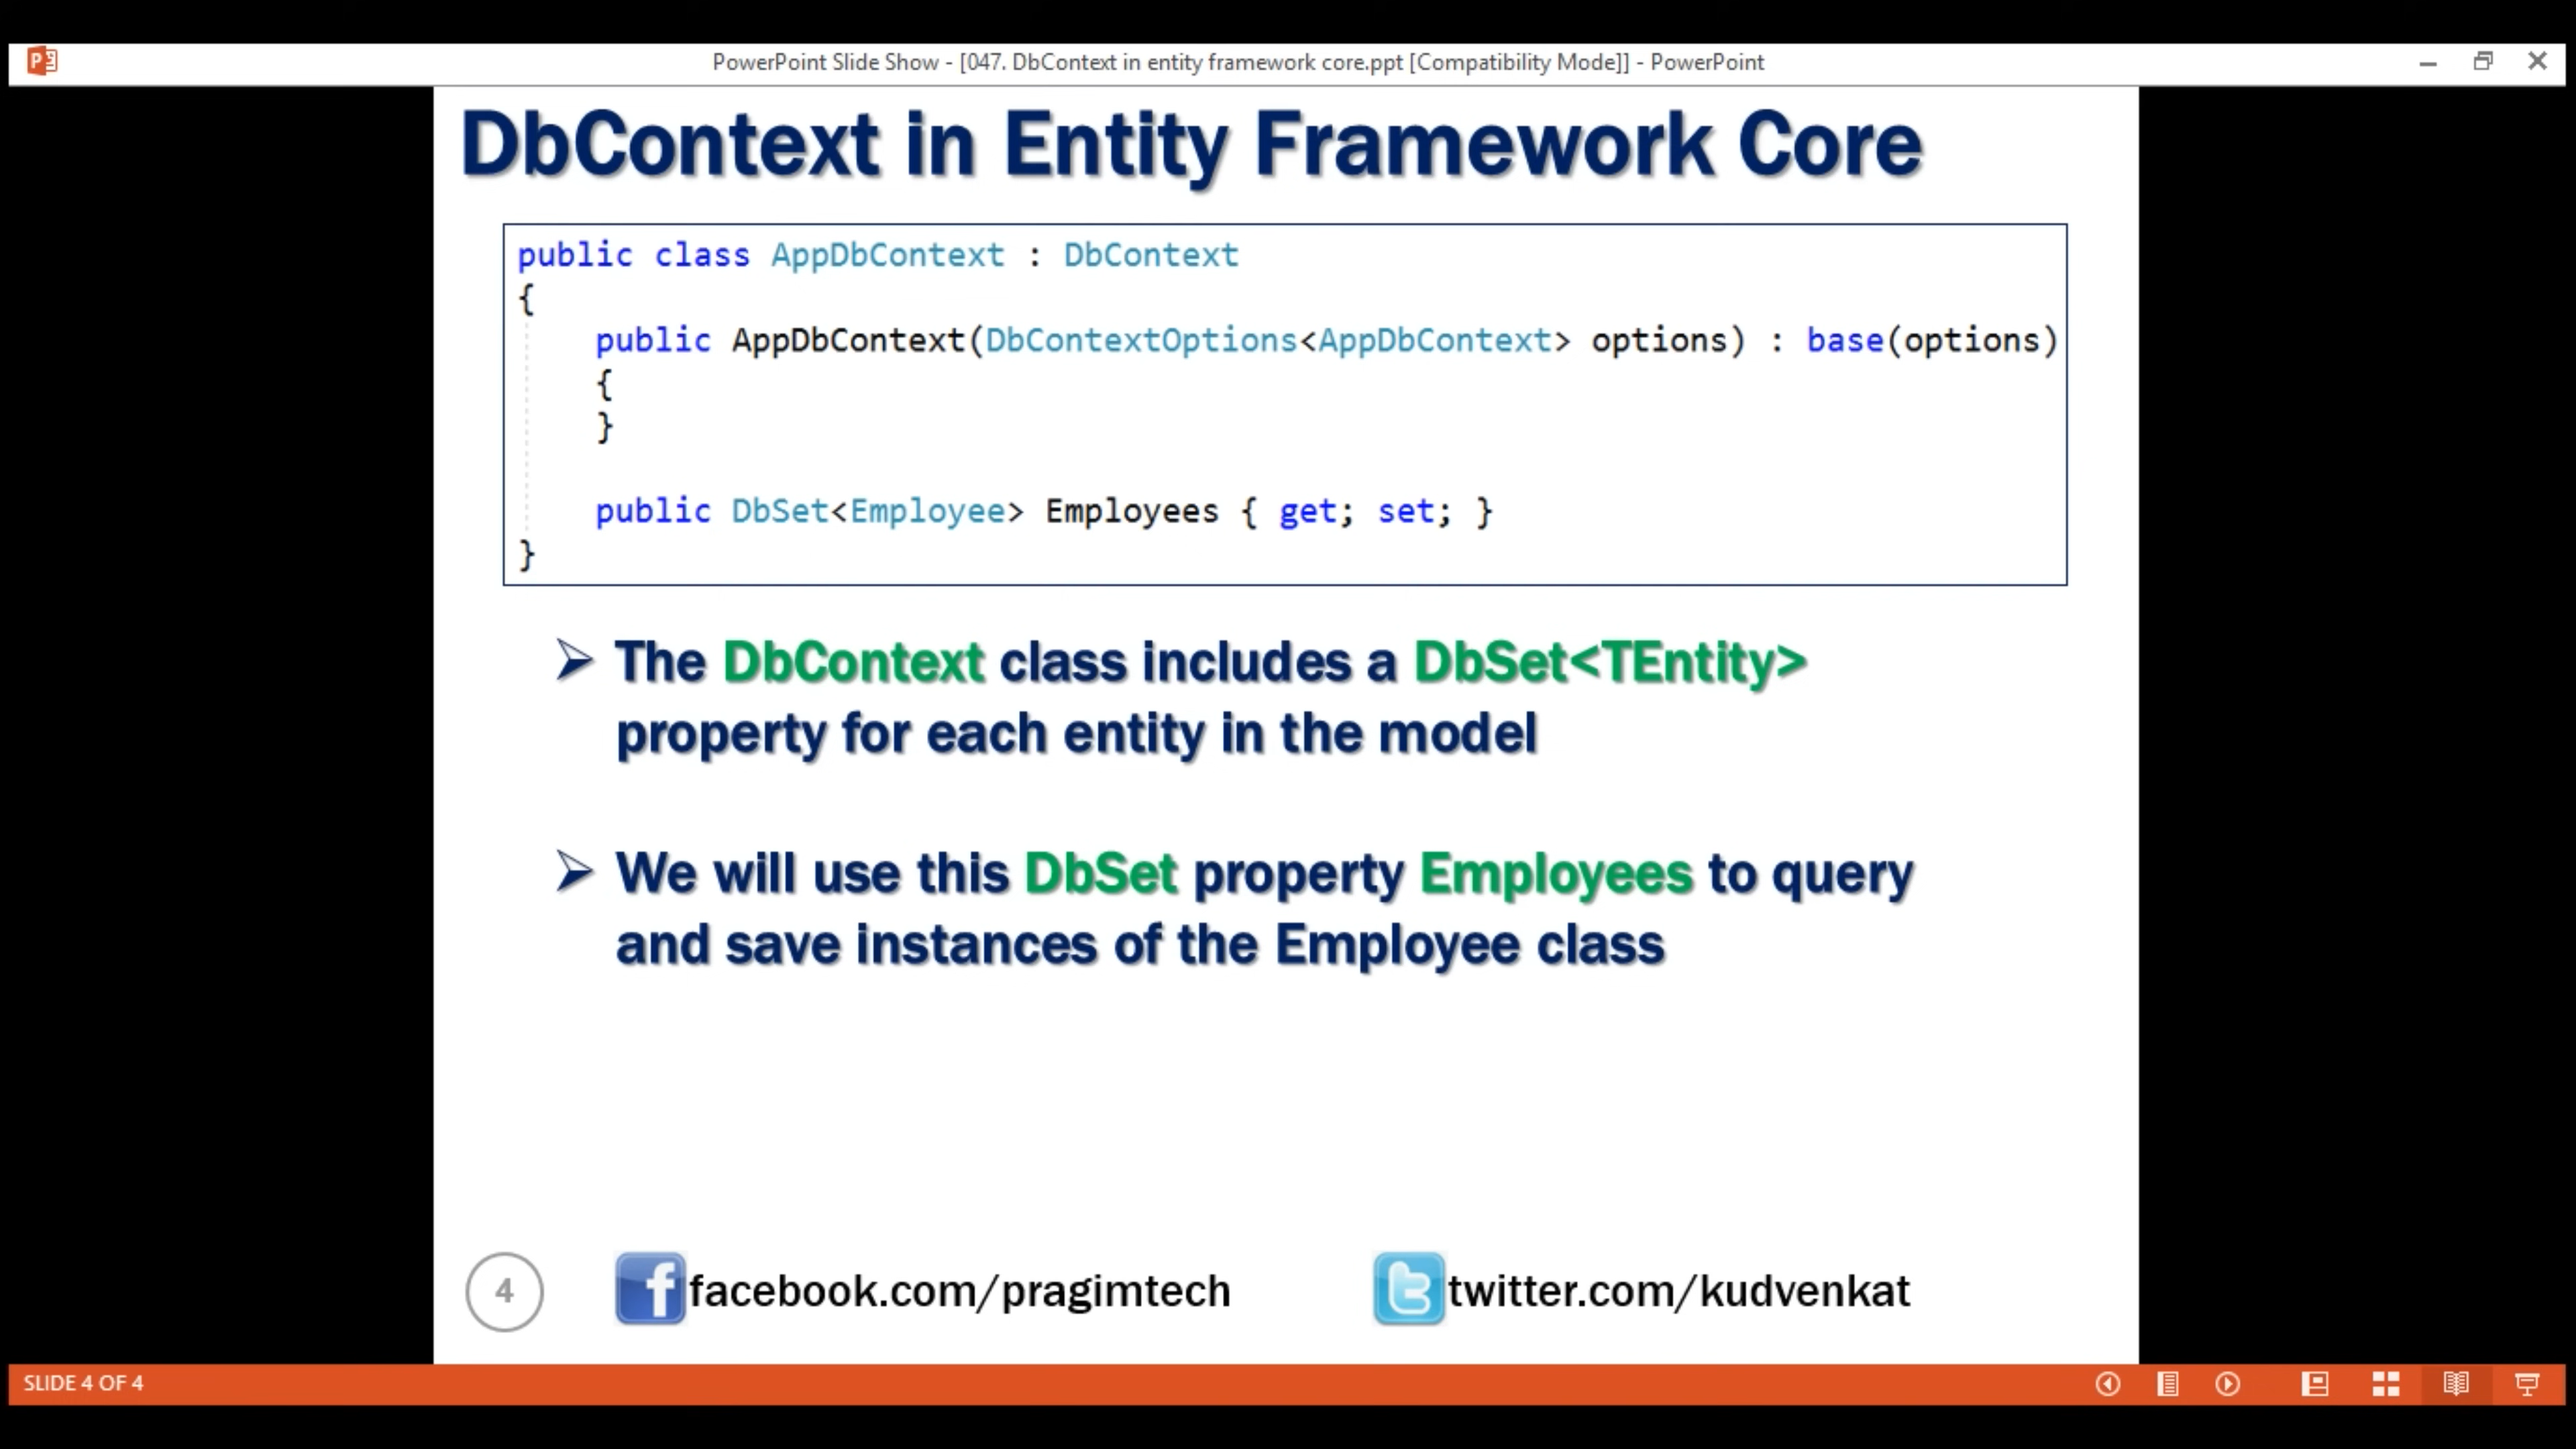 PowerPoint Slide Show - [047. DbContext in entity framework core.ppt [Compatibility Mode]] - PowerPoint
DbContext in Entity Framework Core
public class AppDbContext : DbContext
{
    public AppDbContext(DbContextOptions<AppDbContext> options) : base(options)
    {
    }
    public DbSet<Employee> Employees { get; set; }
}
The DbContext class includes a DbSet<TEntity>
property for each entity in the model
We will use this DbSet property Employees to query
and save instances of the Employee class
4
facebook.com/pragimtech
twitter.com/kudvenkat
SLIDE 4 OF 4